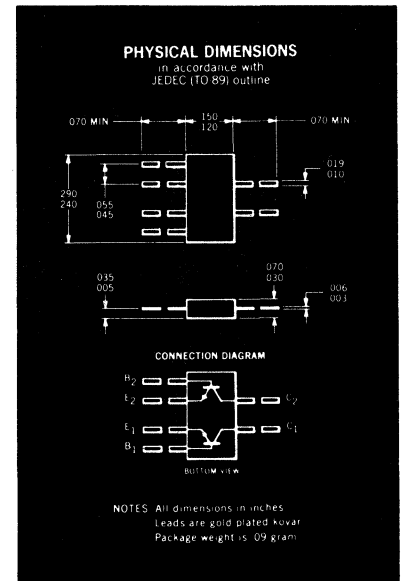 PHYSICAL DIMENSIONS
in accordance with
JEDEC (TO 89) outline
070 MIN
150
120
070 MIN
290
240
055
045
019
010
035
005
070
030
006
003
CONNECTION DIAGRAM
B2
E2
C2
E1
C1
B1
BOTTOM VIEW
NOTES All dimensions in inches
Leads are gold plated kovar
Package weight is 09 gram